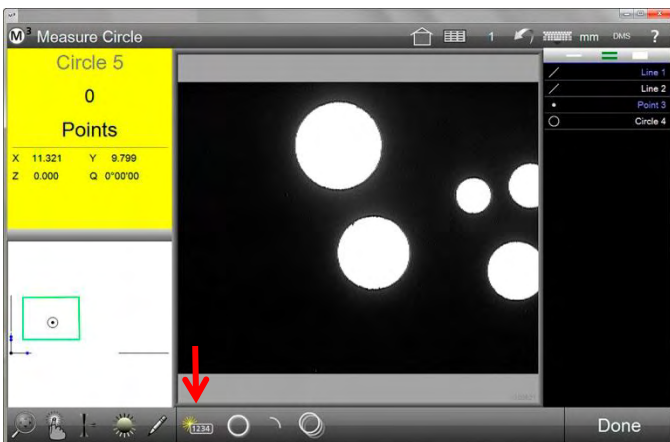 M3 Measure Circle
1 mm DMS ?
Circle 5
0
Points
X 11.321 Y 9.799
Z 0.000 Q 0°00'00
Line 1
Line 2
Point 3
Circle 4
1234
Done